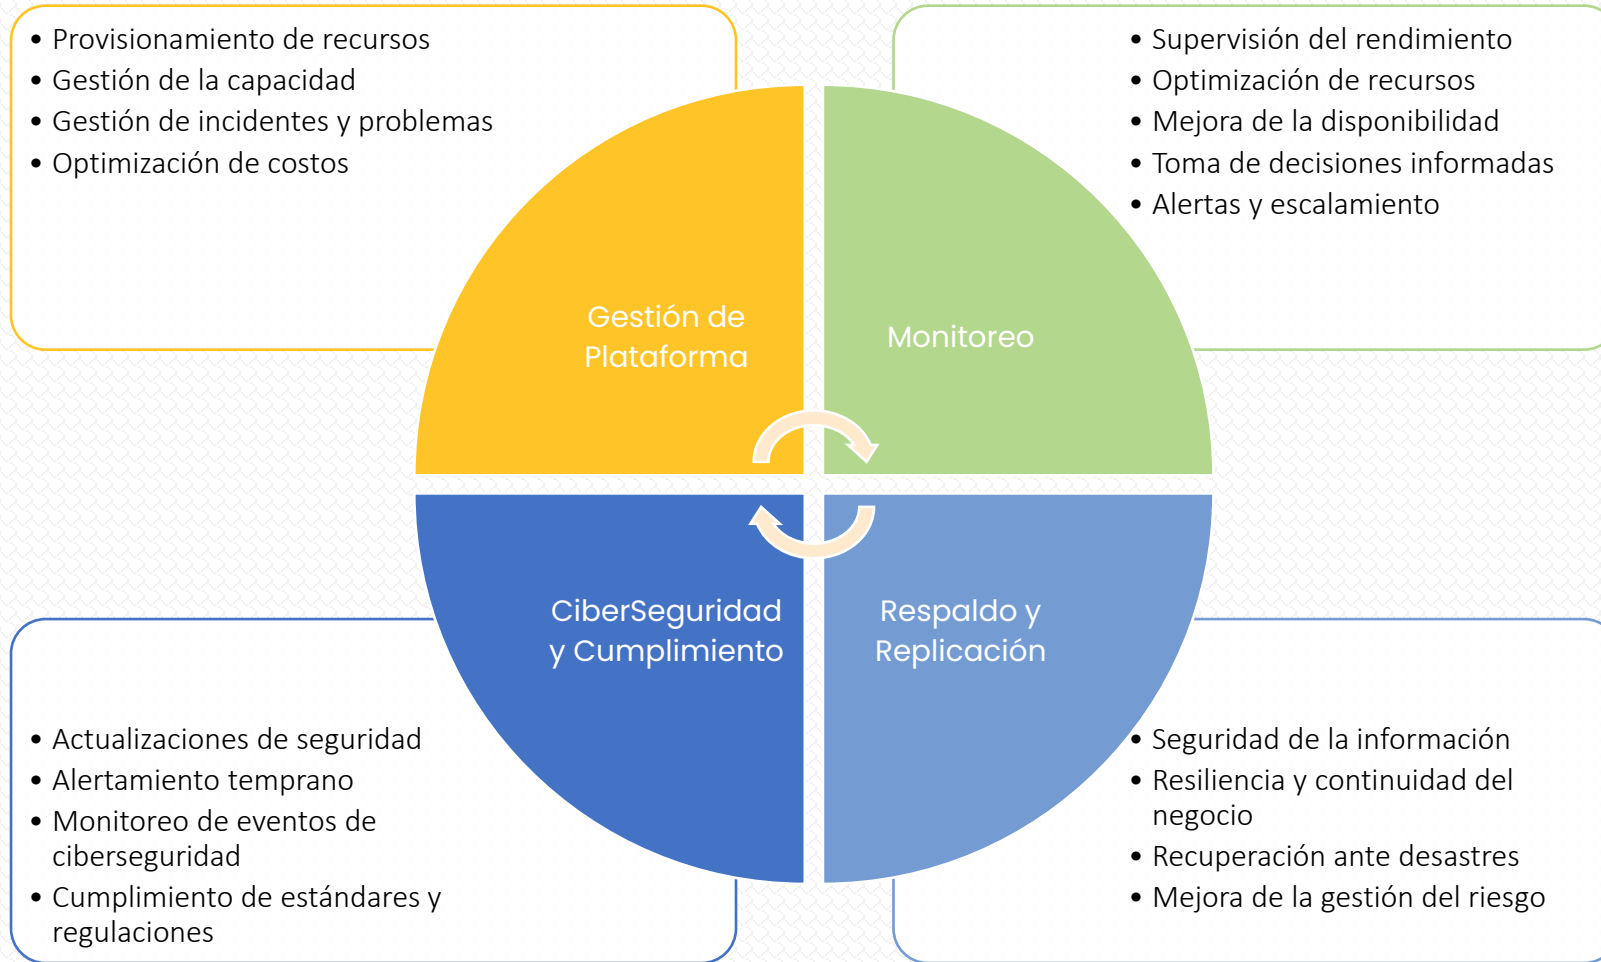 • Provisionamiento de recursos
• Gestión de la capacidad
• Gestión de incidentes y problemas
• Optimización de costos
• Supervisión del rendimiento
• Optimización de recursos
• Mejora de la disponibilidad
• Toma de decisiones informadas
• Alertas y escalamiento
Gestión de
Plataforma
Monitoreo
CiberSeguridad
y Cumplimiento
Respaldo y
Replicación
• Actualizaciones de seguridad
• Alertamiento temprano
• Monitoreo de eventos de
ciberseguridad
• Cumplimiento de estándares y
regulaciones
• Seguridad de la información
• Resiliencia y continuidad del
negocio
• Recuperación ante desastres
• Mejora de la gestión del riesgo